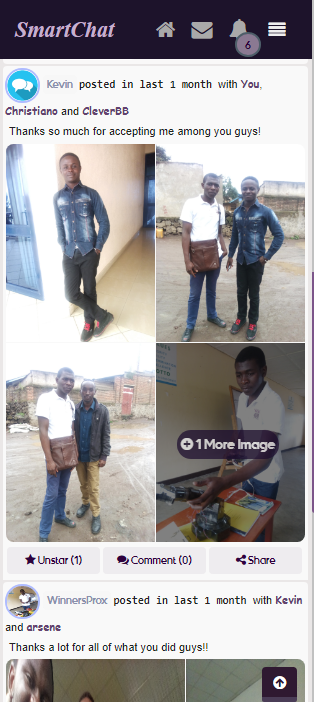 SmartChat
6
Kevin posted in last 1 month with You,
Christiano and CleverBB
Thanks so much for accepting me among you guys!
1 More Image
Unstar (1) Comment (0) Share
WinnersProx posted in last 1 month with Kevin
and arsene
Thanks a lot for all of what you did guys!!